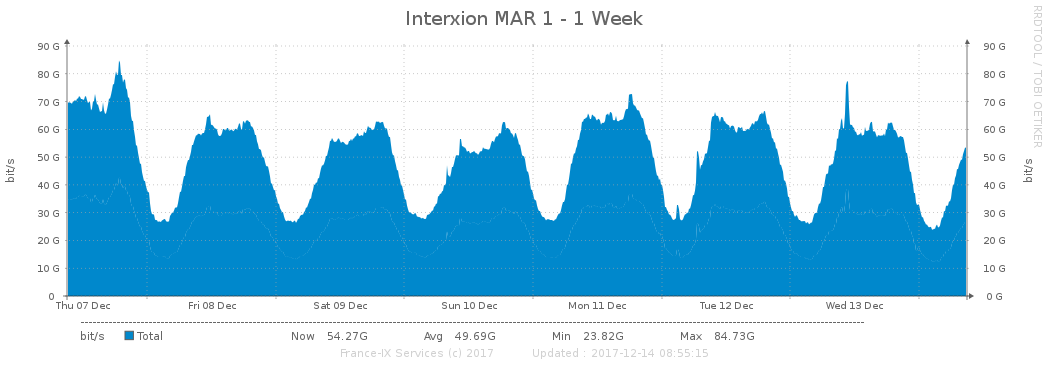 Interxion MAR 1 - 1 Week
RRDTOOL / TOBI OETIKER
bit/s
bit/s
90 G 90 G
80 G 80 G
70 G 70 G
60 G 60 G
50 G 50 G
40 G 40 G
30 G 30 G
20 G 20 G
10 G 10 G
0 0 G
Thu 07 Dec Fri 08 Dec Sat 09 Dec Sun 10 Dec Mon 11 Dec Tue 12 Dec Wed 13 Dec
bit/s Total Now 54.27G Avg 49.69G Min 23.82G Max 84.73G
France-IX Services (c) 2017 Updated : 2017-12-14 08:55:15